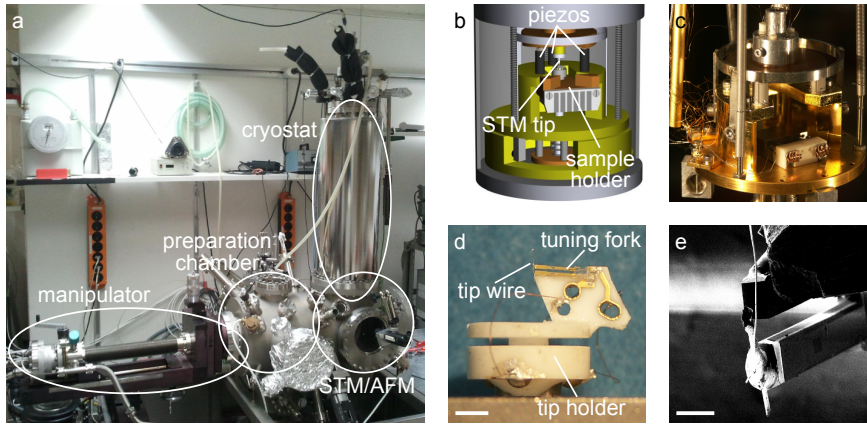 a
cryostat
preparation
chamber
manipulator
STM/AFM
b
piezos
STM tip
sample
holder
c
d
tuning fork
tip wire
tip holder
e